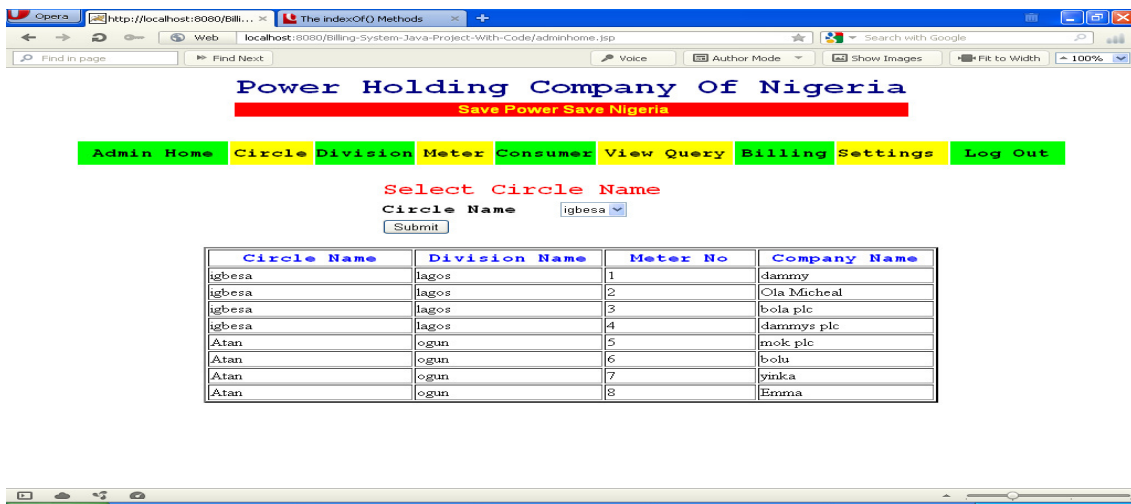 Opera http://localhost:8080/Billi... The indexOf() Methods
Web localhost:8080/Billing-System-Java-Project-With-Code/adminhome.jsp Search with Google
Find in page Find Next Voice Author Mode Show Images Fit to Width 100%
Power Holding Company Of Nigeria
Save Power Save Nigeria
Admin Home Circle Division Meter Consumer View Query Billing Settings Log Out
Select Circle Name
Circle Name igbesa
Submit
Circle Name Division Name Meter No Company Name
igbesa lagos 1 dammy
igbesa lagos 2 Ola Micheal
igbesa lagos 3 bola plc
igbesa lagos 4 dammys plc
Atan ogun 5 mok plc
Atan ogun 6 bolu
Atan ogun 7 yinka
Atan ogun 8 Emma